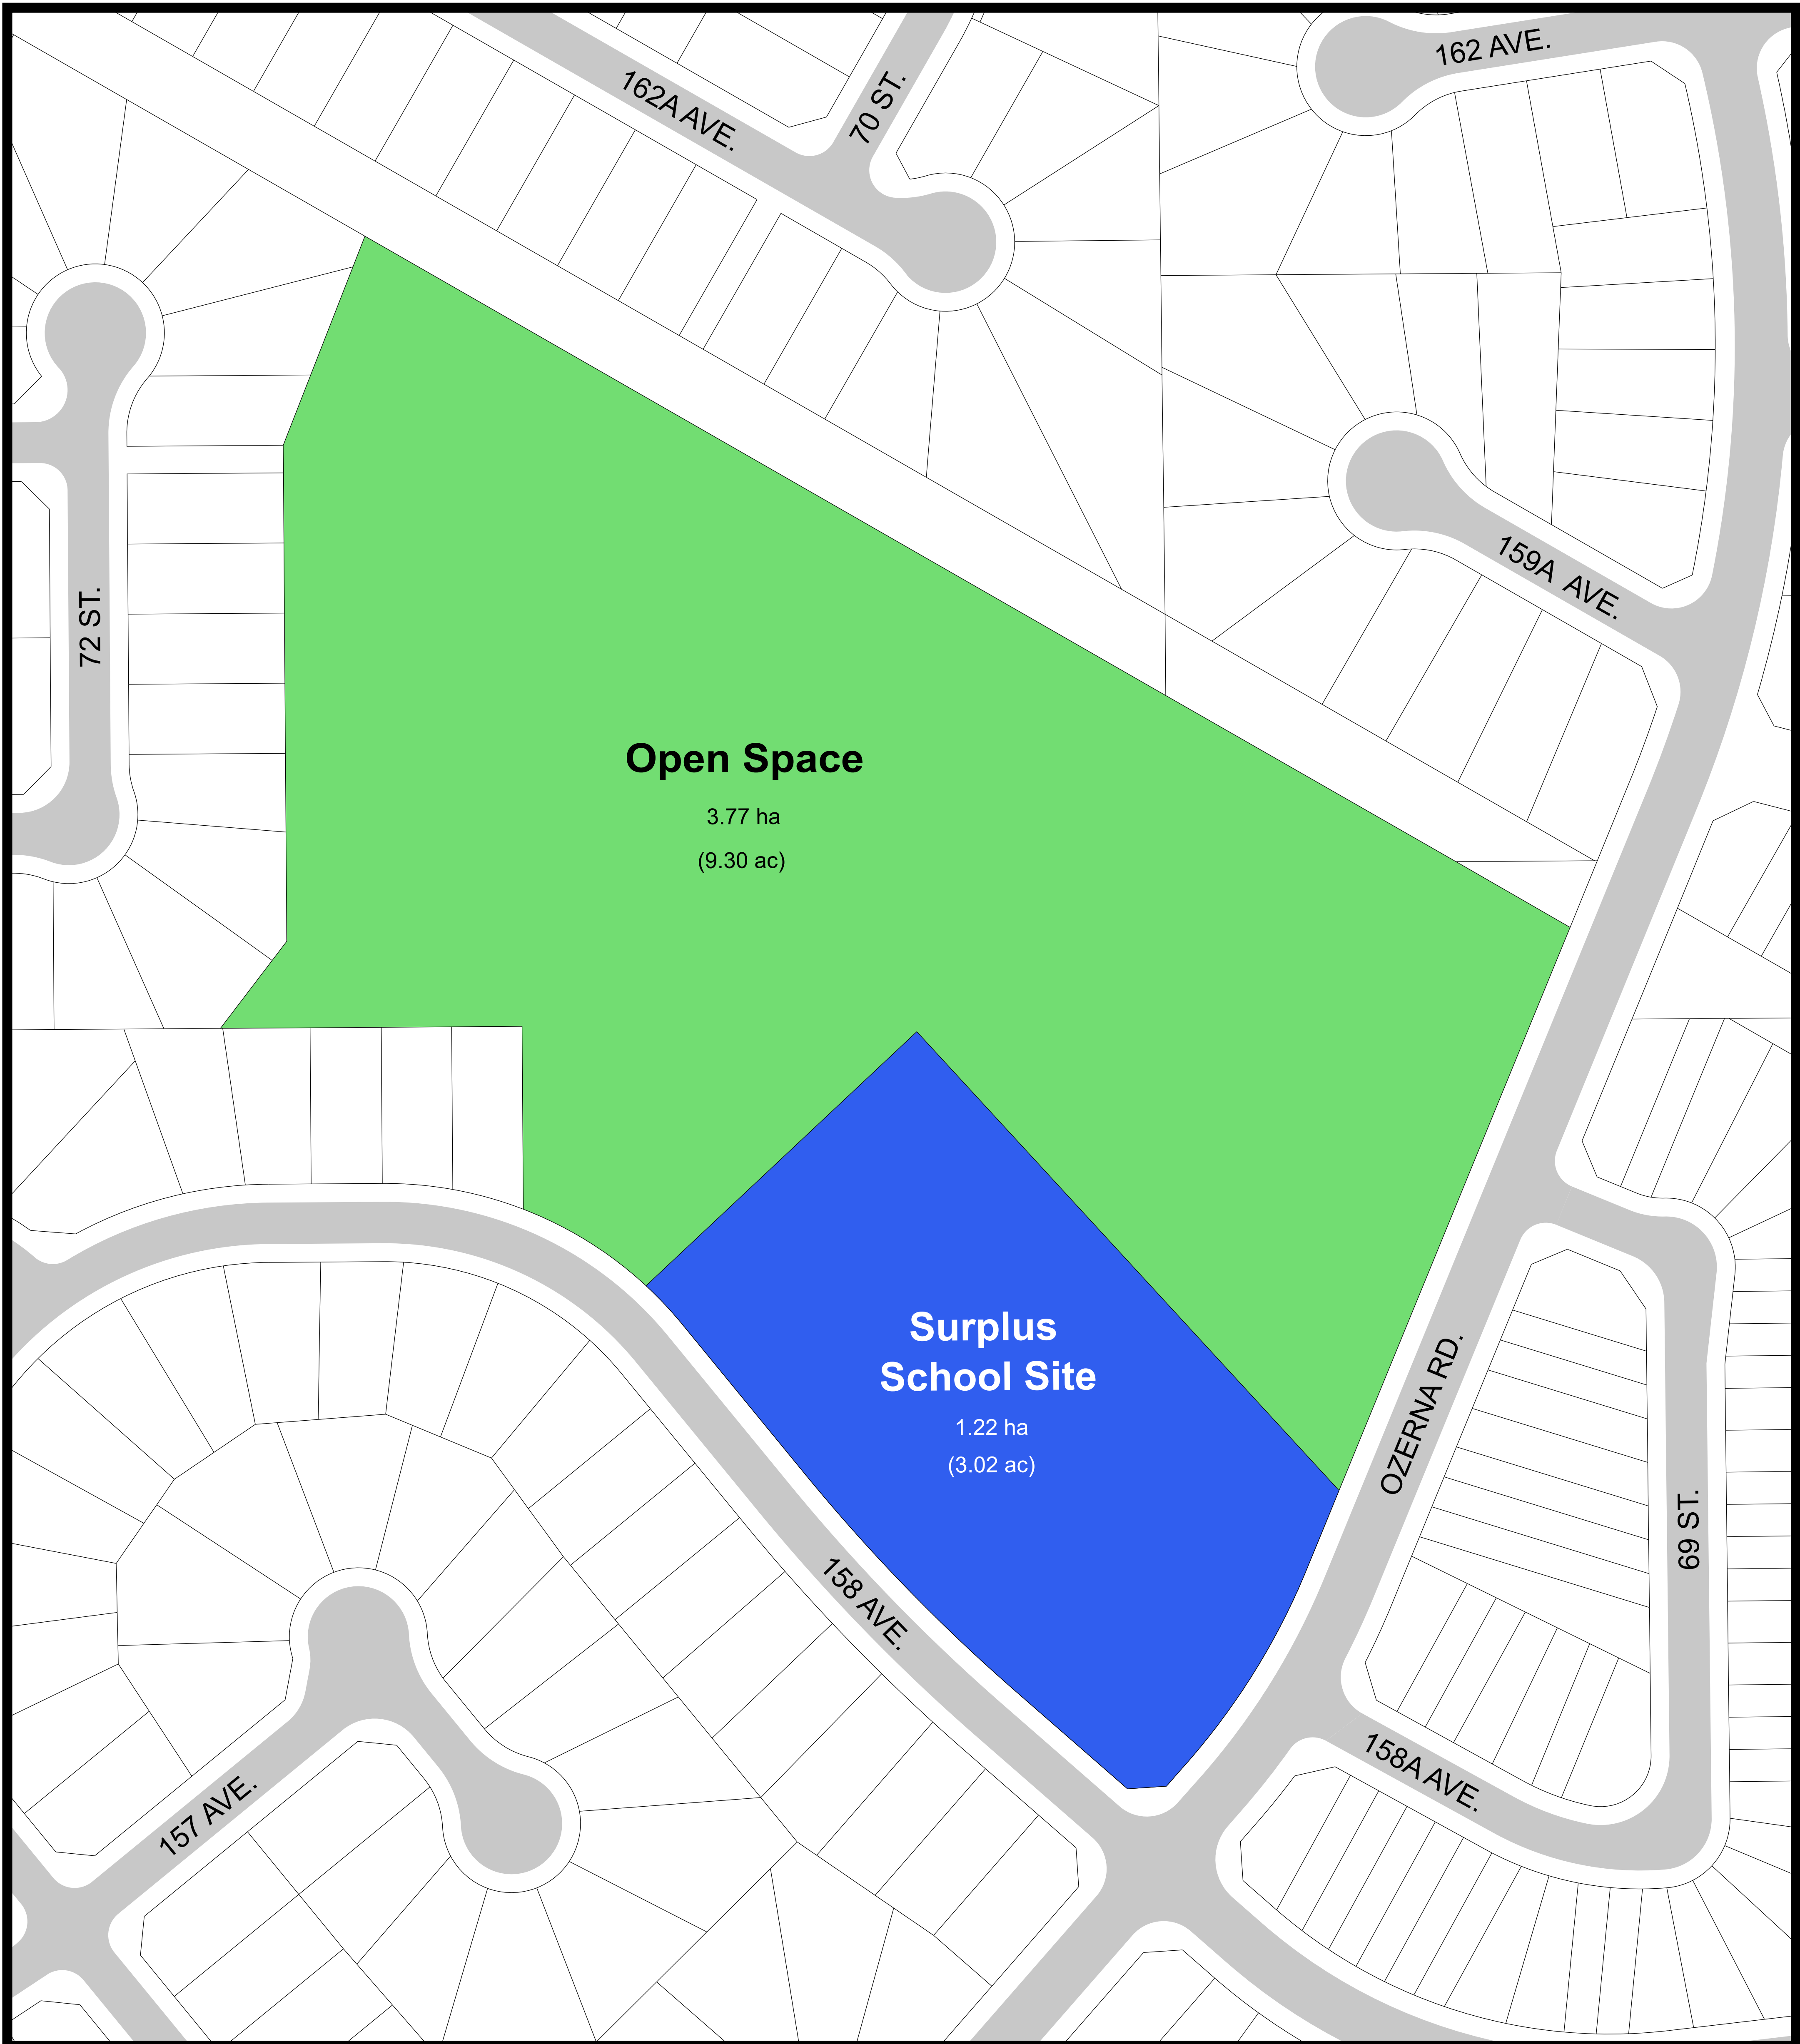 162 AVE.
162A AVE.
70 ST.
159A AVE.
72 ST.
Open Space
3.77 ha
(9.30 ac)
Surplus
School Site
1.22 ha
(3.02 ac)
OZERNA RD.
69 ST.
158 AVE.
158A AVE.
157 AVE.